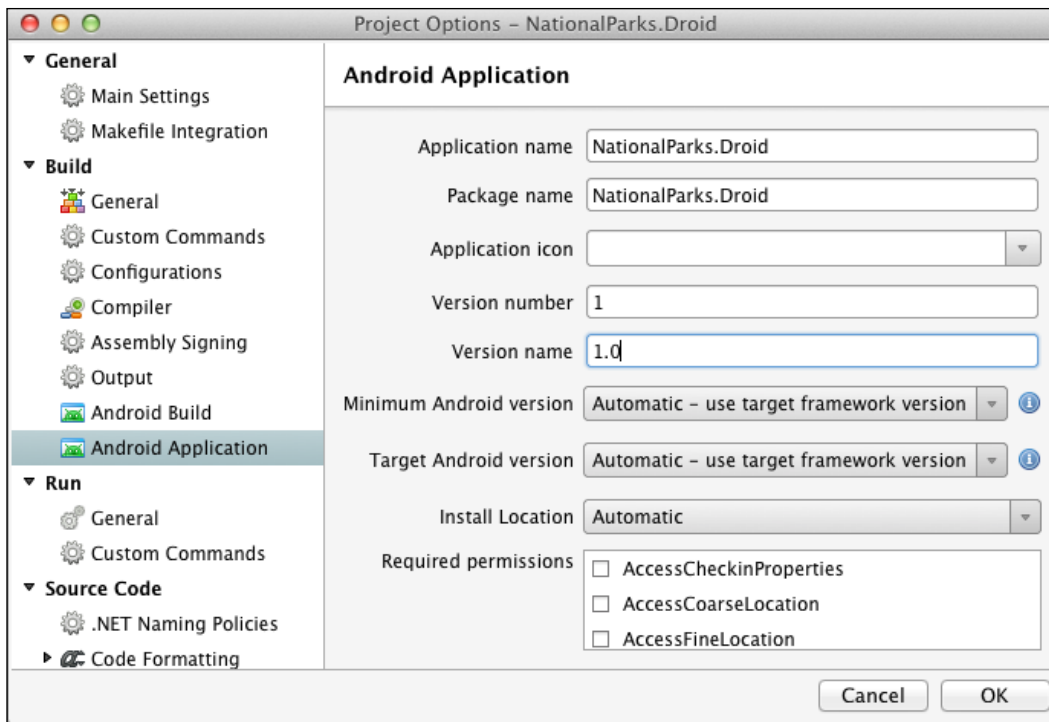 Project Options – NationalParks.Droid
General
Main Settings
Makefile Integration
Build
General
Custom Commands
Configurations
Compiler
Assembly Signing
Output
Android Build
Android Application
Run
General
Custom Commands
Source Code
.NET Naming Policies
Code Formatting
Android Application
Application name NationalParks.Droid
Package name NationalParks.Droid
Application icon
Version number 1
Version name 1.0
Minimum Android version Automatic – use target framework version
Target Android version Automatic – use target framework version
Install Location Automatic
Required permissions
AccessCheckinProperties
AccessCoarseLocation
AccessFineLocation
Cancel OK